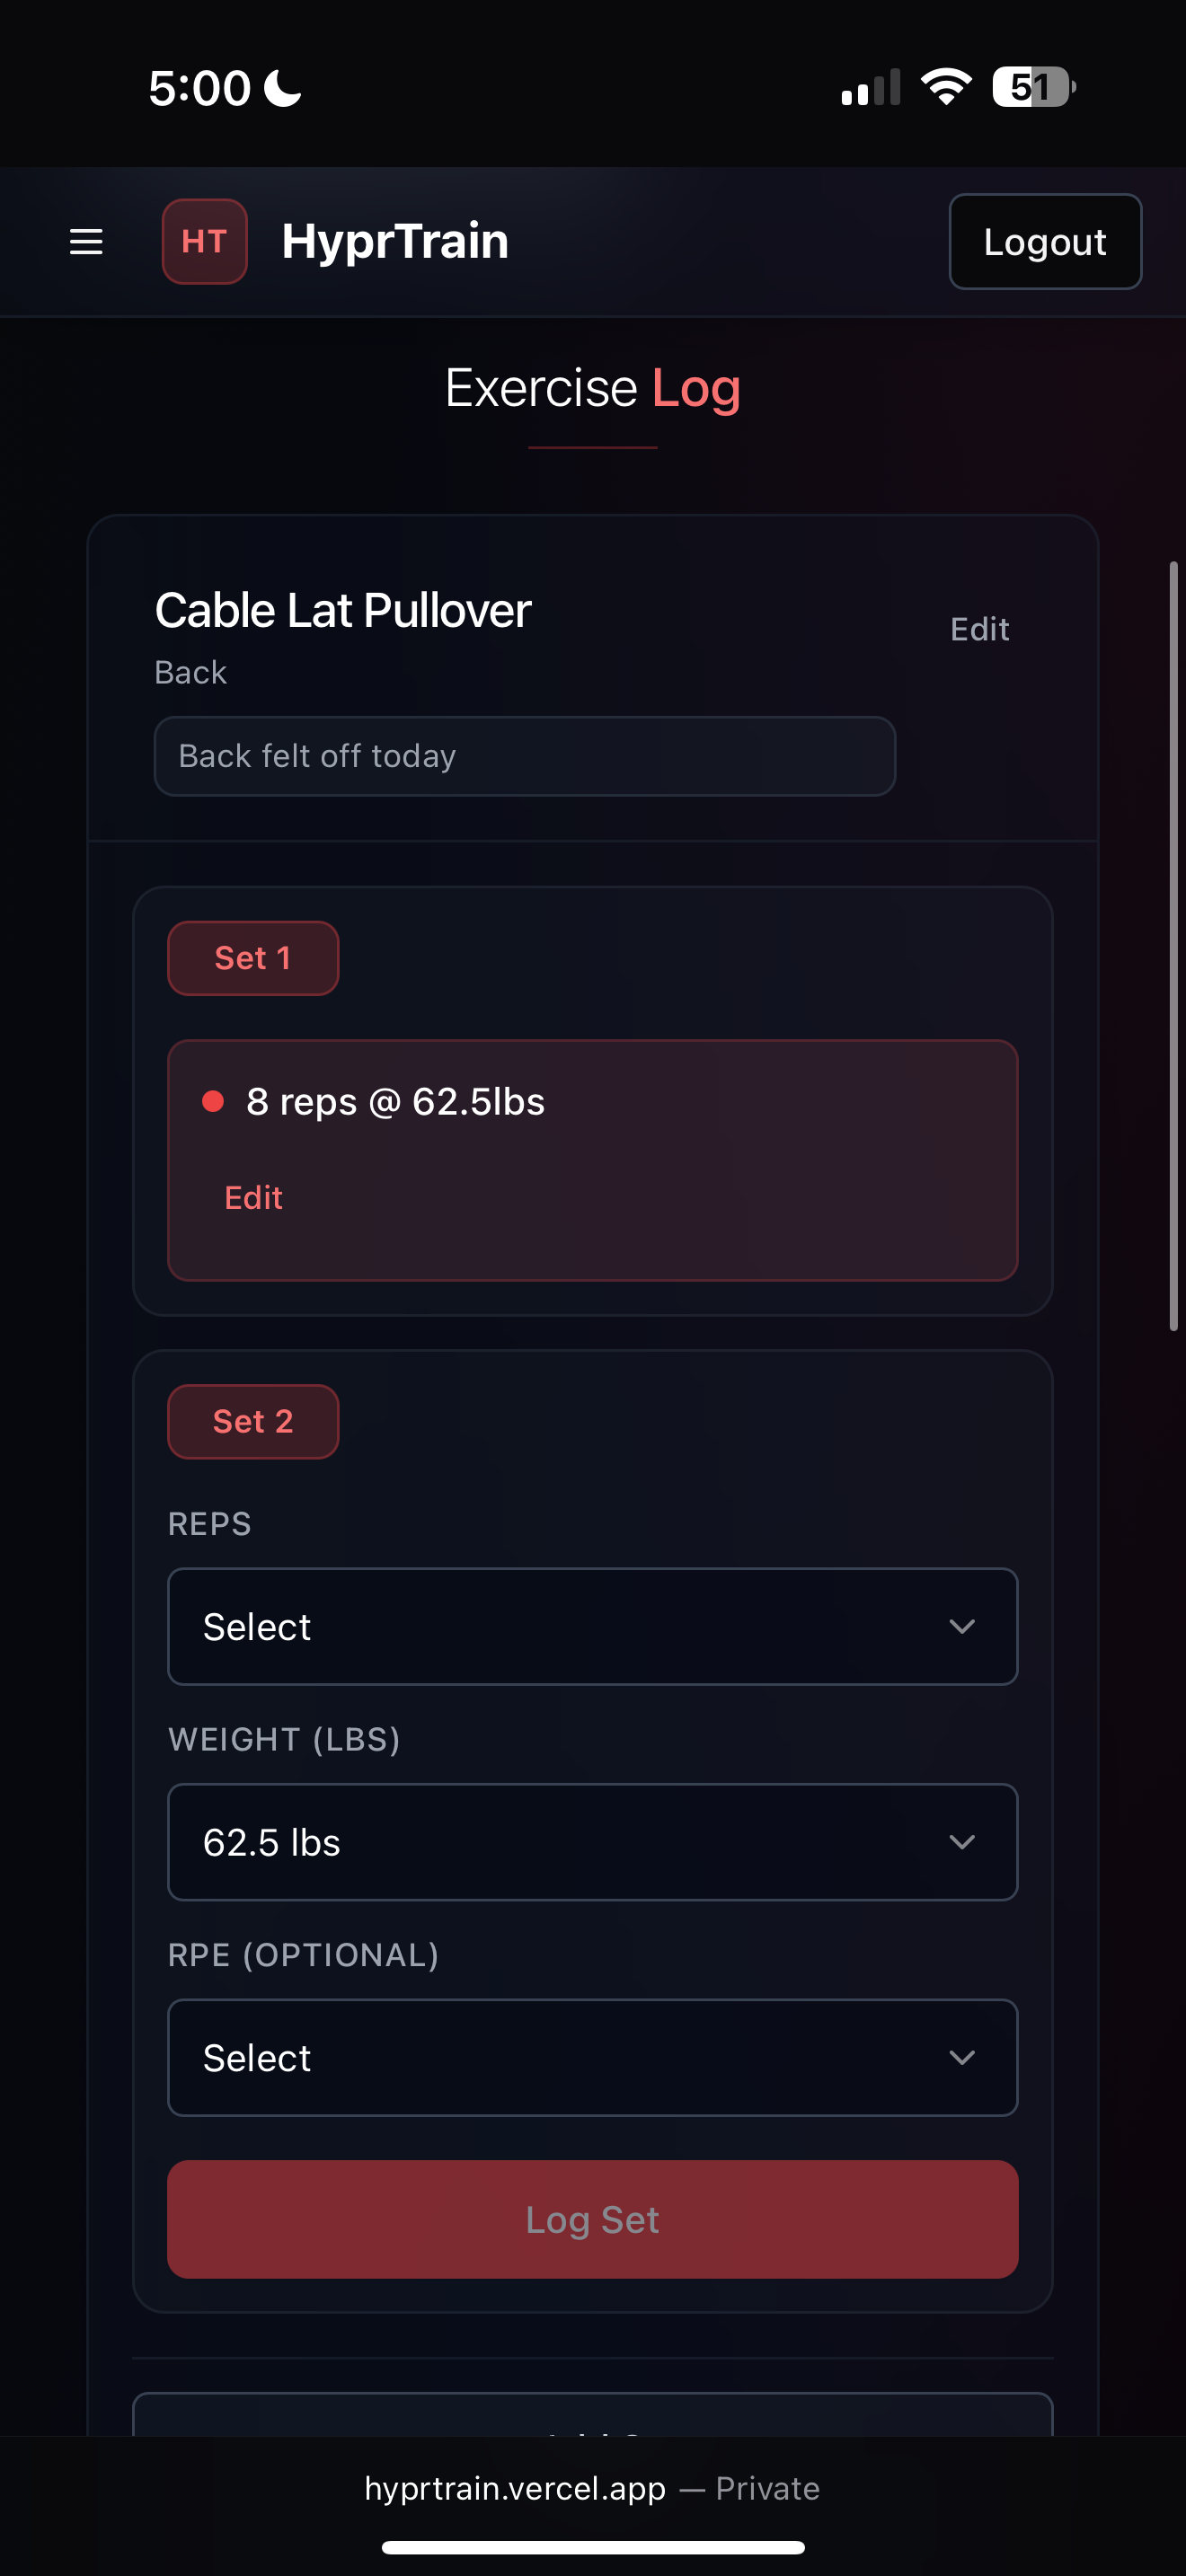 5:00
51
HT HyprTrain Logout
Exercise Log
Cable Lat Pullover
Edit
Back
Back felt off today
Set 1
8 reps @ 62.5lbs
Edit
Set 2
REPS
Select
WEIGHT (LBS)
62.5 lbs
RPE (OPTIONAL)
Select
Log Set
hyprtrain.vercel.app — Private